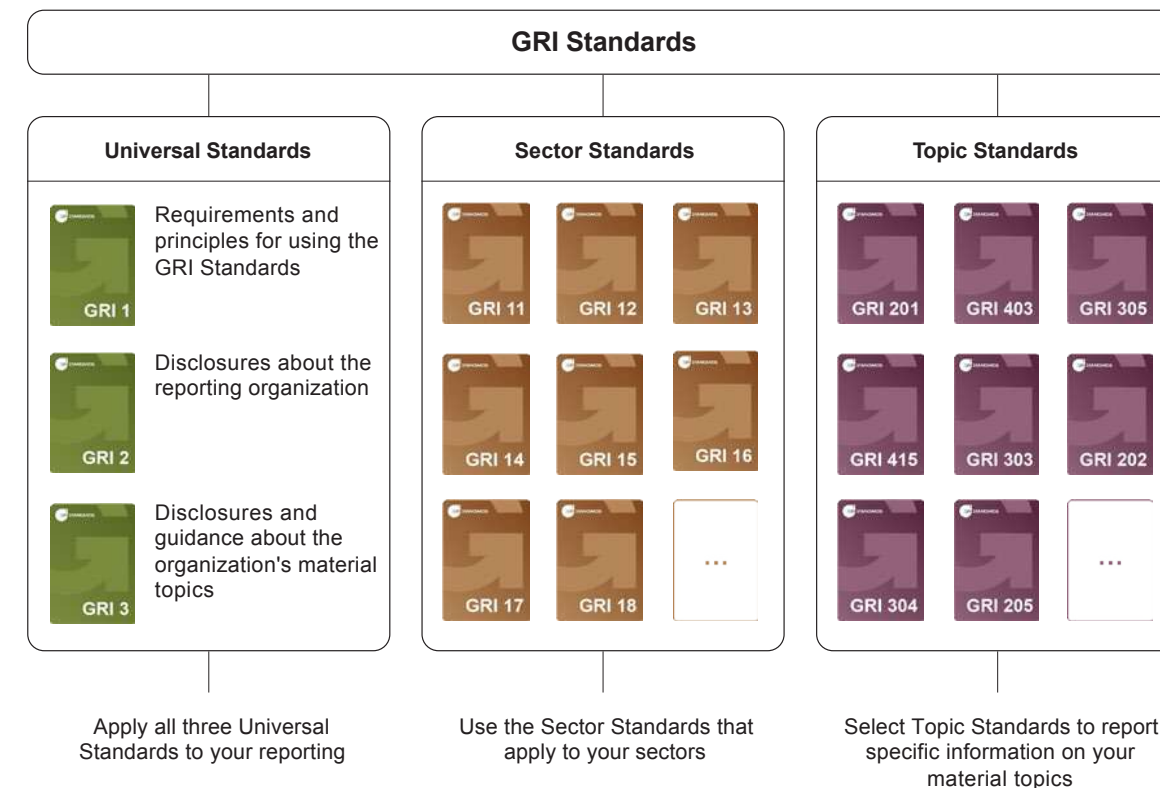 GRI Standards
Universal Standards
GRI 1
Requirements and
principles for using the
GRI Standards
GRI 2
Disclosures about the
reporting organization
GRI 3
Disclosures and
guidance about the
organization's material
topics
Apply all three Universal
Standards to your reporting
Sector Standards
GRI 11 GRI 12 GRI 13
GRI 14 GRI 15 GRI 16
GRI 17 GRI 18 ...
Use the Sector Standards that
apply to your sectors
Topic Standards
GRI 201 GRI 403 GRI 305
GRI 415 GRI 303 GRI 202
GRI 304 GRI 205 ...
Select Topic Standards to report
specific information on your
material topics